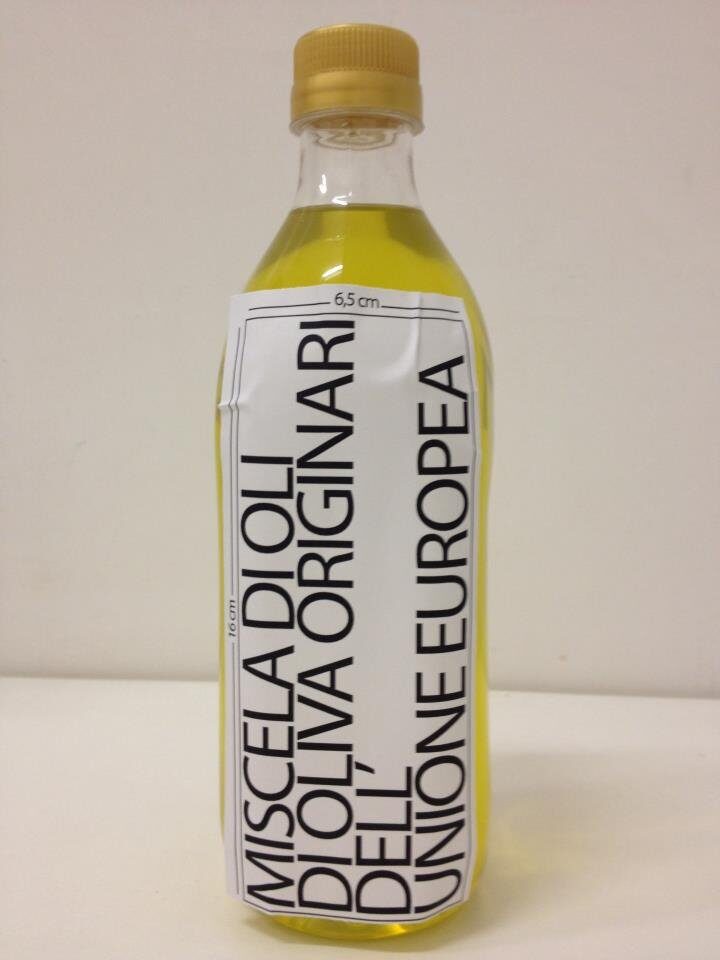 6,5 cm
16 cm
MISCELA DI OLI
DI OLIVA ORIGINARI
DELL'
UNIONE EUROPEA